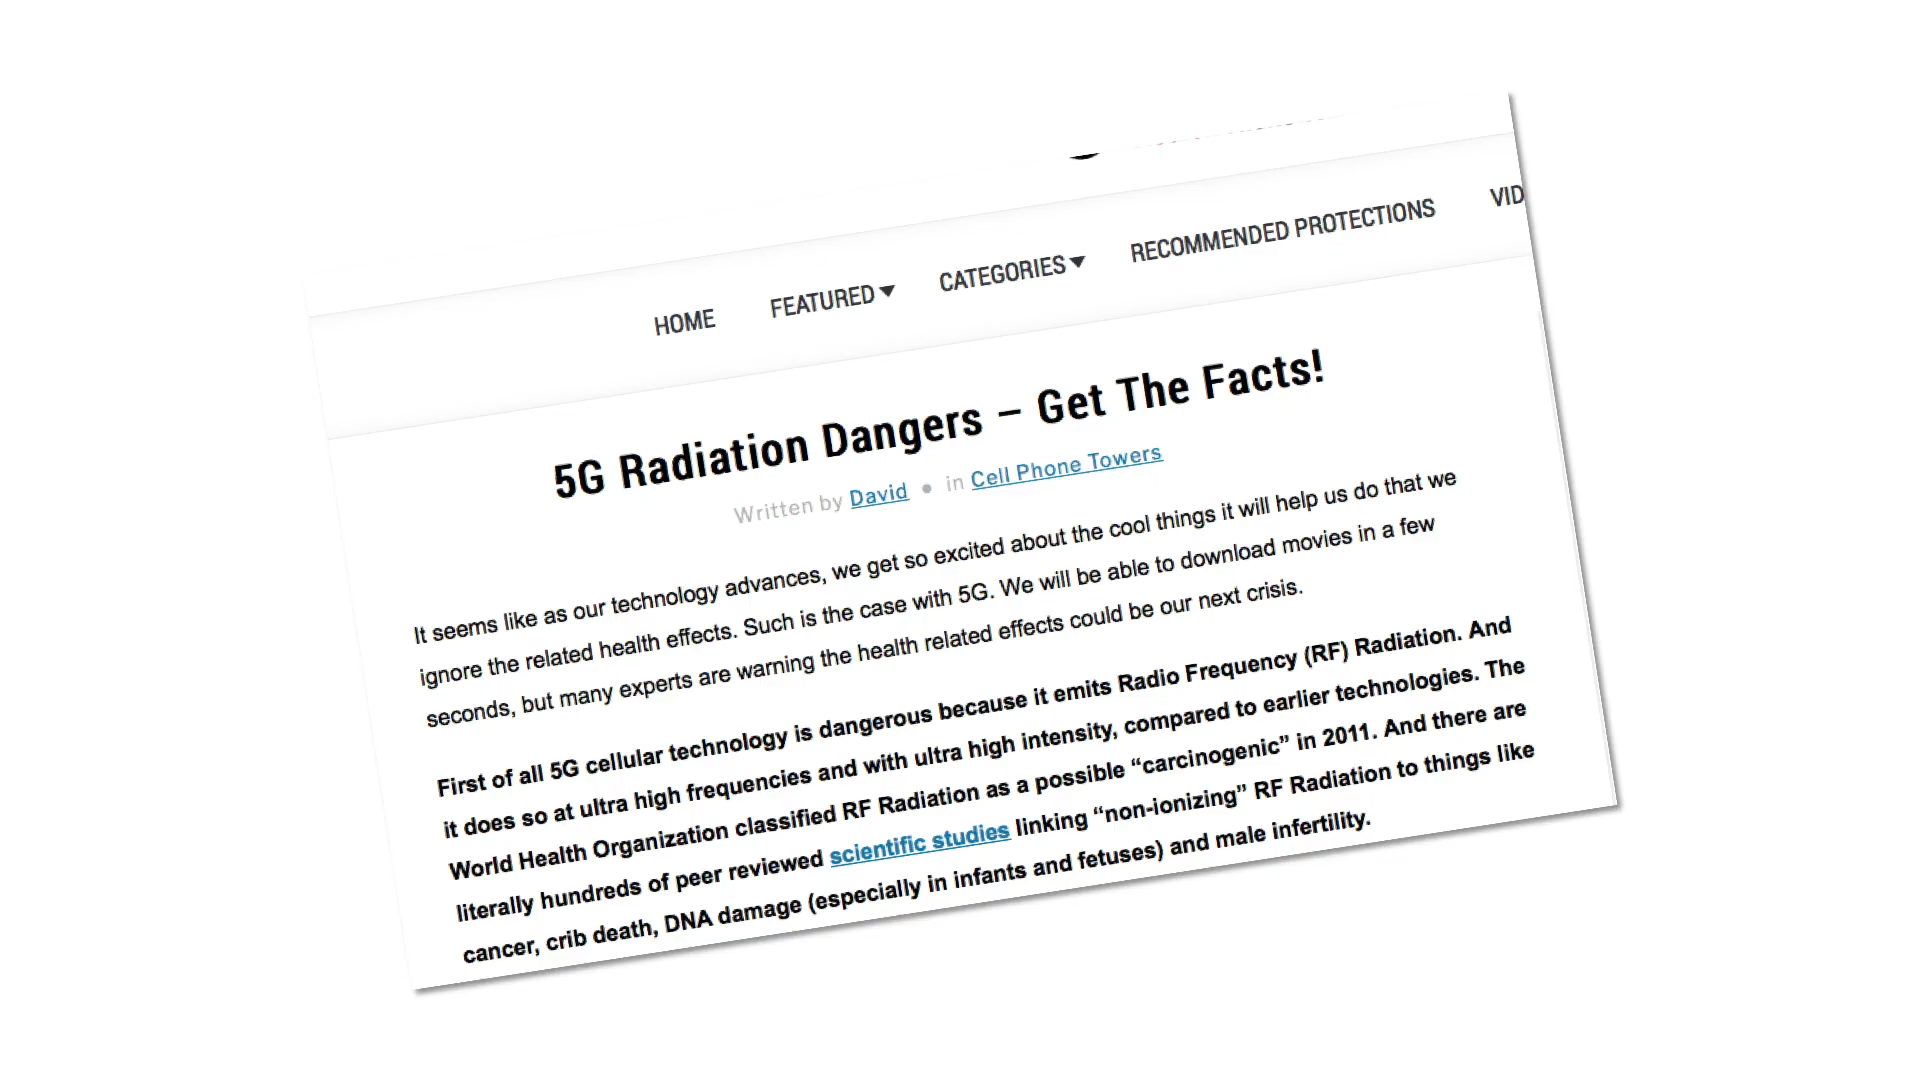 HOME FEATURED CATEGORIES RECOMMENDED PROTECTIONS VID
5G Radiation Dangers – Get The Facts!
Written by David • in Cell Phone Towers
It seems like as our technology advances, we get so excited about the cool things it will help us do that we
ignore the related health effects. Such is the case with 5G. We will be able to download movies in a few
seconds, but many experts are warning the health related effects could be our next crisis.
First of all 5G cellular technology is dangerous because it emits Radio Frequency (RF) Radiation. And
it does so at ultra high frequencies and with ultra high intensity, compared to earlier technologies. The
World Health Organization classified RF Radiation as a possible “carcinogenic” in 2011. And there are
literally hundreds of peer reviewed scientific studies linking “non-ionizing” RF Radiation to things like
cancer, crib death, DNA damage (especially in infants and fetuses) and male infertility.